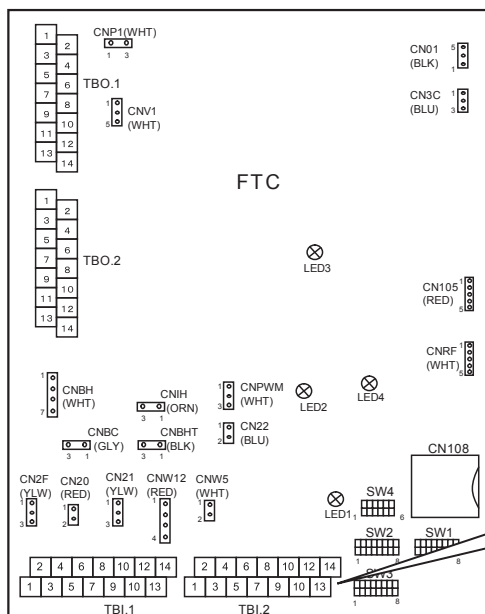 CNP1(WHT)
1 3
1
2
3
4
5
6
7
8
9
10
11
12
13
14
TBO.1
1
5
CNV1
(WHT)
CN01
(BLK)
5
1
CN3C
(BLU)
1
3
FTC
1
2
3
4
5
6
7
8
9
10
11
12
13
14
TBO.2
LED3
CN105
(RED)
1
5
CNRF
(WHT)
1
5
1
7
CNBH
(WHT)
CNIH
(ORN)
3 1
1
3
CNPWM
(WHT)
LED2
LED4
CNBC
(GLY)
3 1
CNBHT
(BLK)
3 1
1
2
CN22
(BLU)
CN108
CN2F
(YLW)
1
3
CN20
(RED)
1
2
CN21
(YLW)
1
3
CNW12
(RED)
1
4
CNW5
(WHT)
1
2
LED1
SW4
1 6
SW2
1 8
SW1
8
SW3
1 8
2 4 6 8 10 12 14
1 3 5 7 9 11 13
TBI.1
2 4 6 8 10 12 14
1 3 5 7 9 11 13
TBI.2